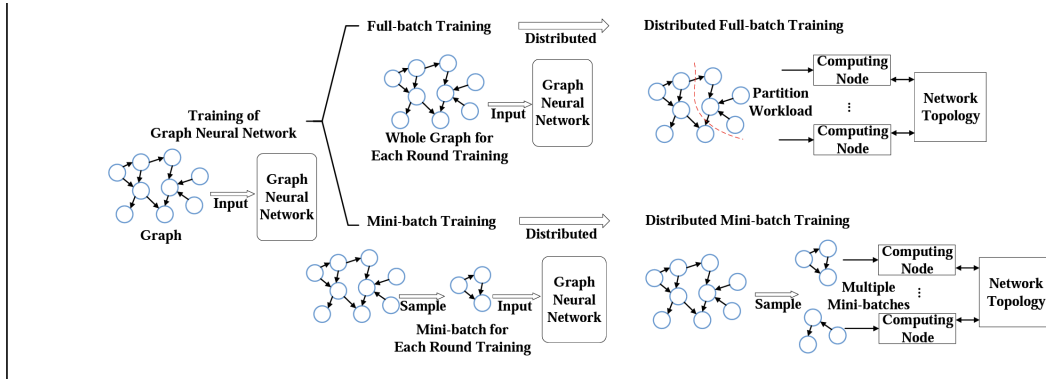 Training of
Graph Neural Network
Input
Graph
Neural
Network
Graph
Full-batch Training
Distributed
Distributed Full-batch Training
Input
Graph
Neural
Network
Whole Graph for
Each Round Training
Partition
Workload
Computing
Node
...
Computing
Node
Network
Topology
Mini-batch Training
Distributed
Distributed Mini-batch Training
Sample
Input
Graph
Neural
Network
Mini-batch for
Each Round Training
Sample
Multiple
Mini-batches
Computing
Node
...
Computing
Node
Network
Topology